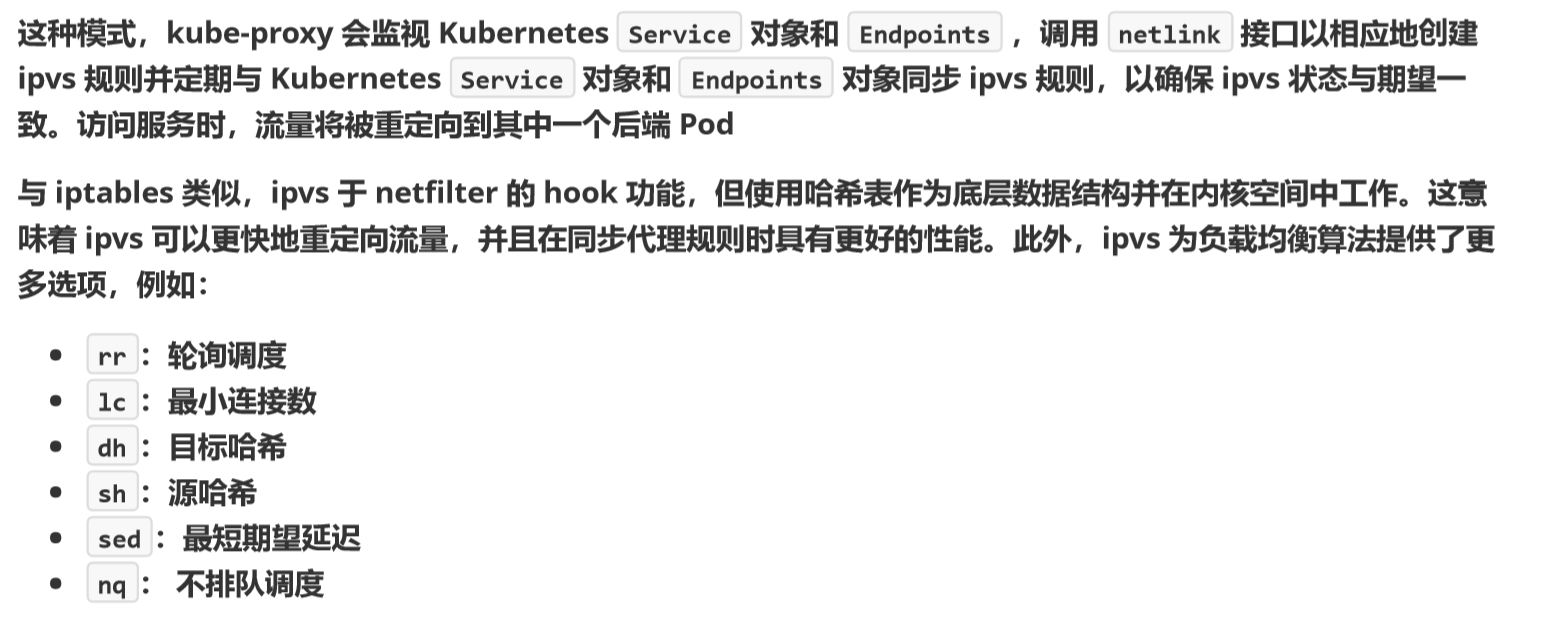 这种模式，kube-proxy 会监视 Kubernetes Service 对象和 Endpoints ，调用 netlink 接口以相应地创建
ipvs 规则并定期与 Kubernetes Service 对象和 Endpoints 对象同步 ipvs 规则，以确保 ipvs 状态与期望一
致。访问服务时，流量将被重定向到其中一个后端 Pod
与 iptables 类似，ipvs 于 netfilter 的 hook 功能，但使用哈希表作为底层数据结构并在内核空间中工作。这意
味着 ipvs 可以更快地重定向流量，并且在同步代理规则时具有更好的性能。此外，ipvs 为负载均衡算法提供了更
多选项，例如：
• rr：轮询调度
• lc：最小连接数
• dh：目标哈希
• sh：源哈希
• sed：最短期望延迟
• nq： 不排队调度